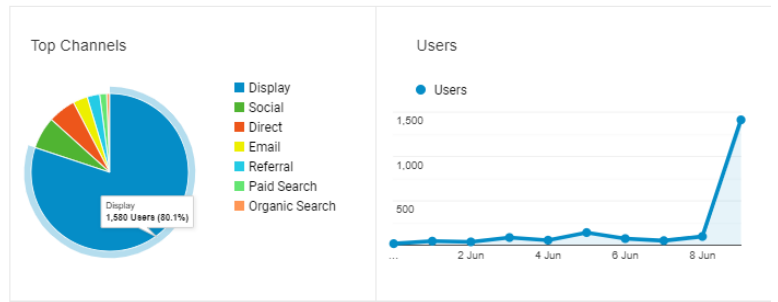 Top Channels
Display
Social
Direct
Email
Referral
Paid Search
Organic Search
Display
1,580 Users (80.1%)
Users
Users
1,500
1,000
500
...
2 Jun
4 Jun
6 Jun
8 Jun